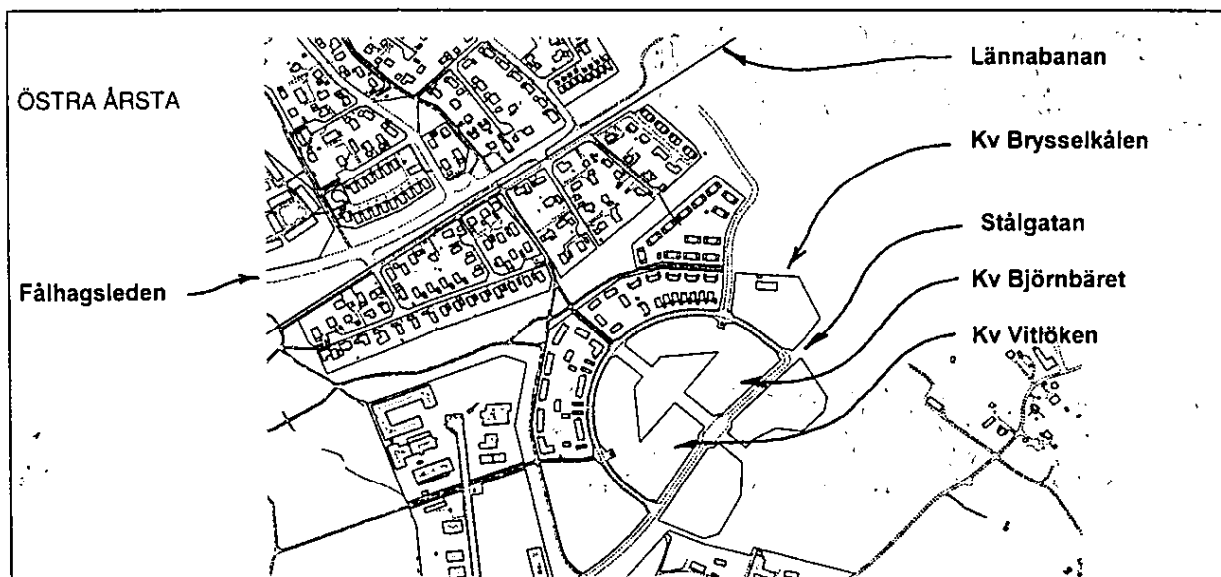 Lännabanan
ÖSTRA ÅRSTA
Kv Brysselkålen
Stålgatan
Kv Björnbäret
Fålhagsleden
Kv Vitlöken